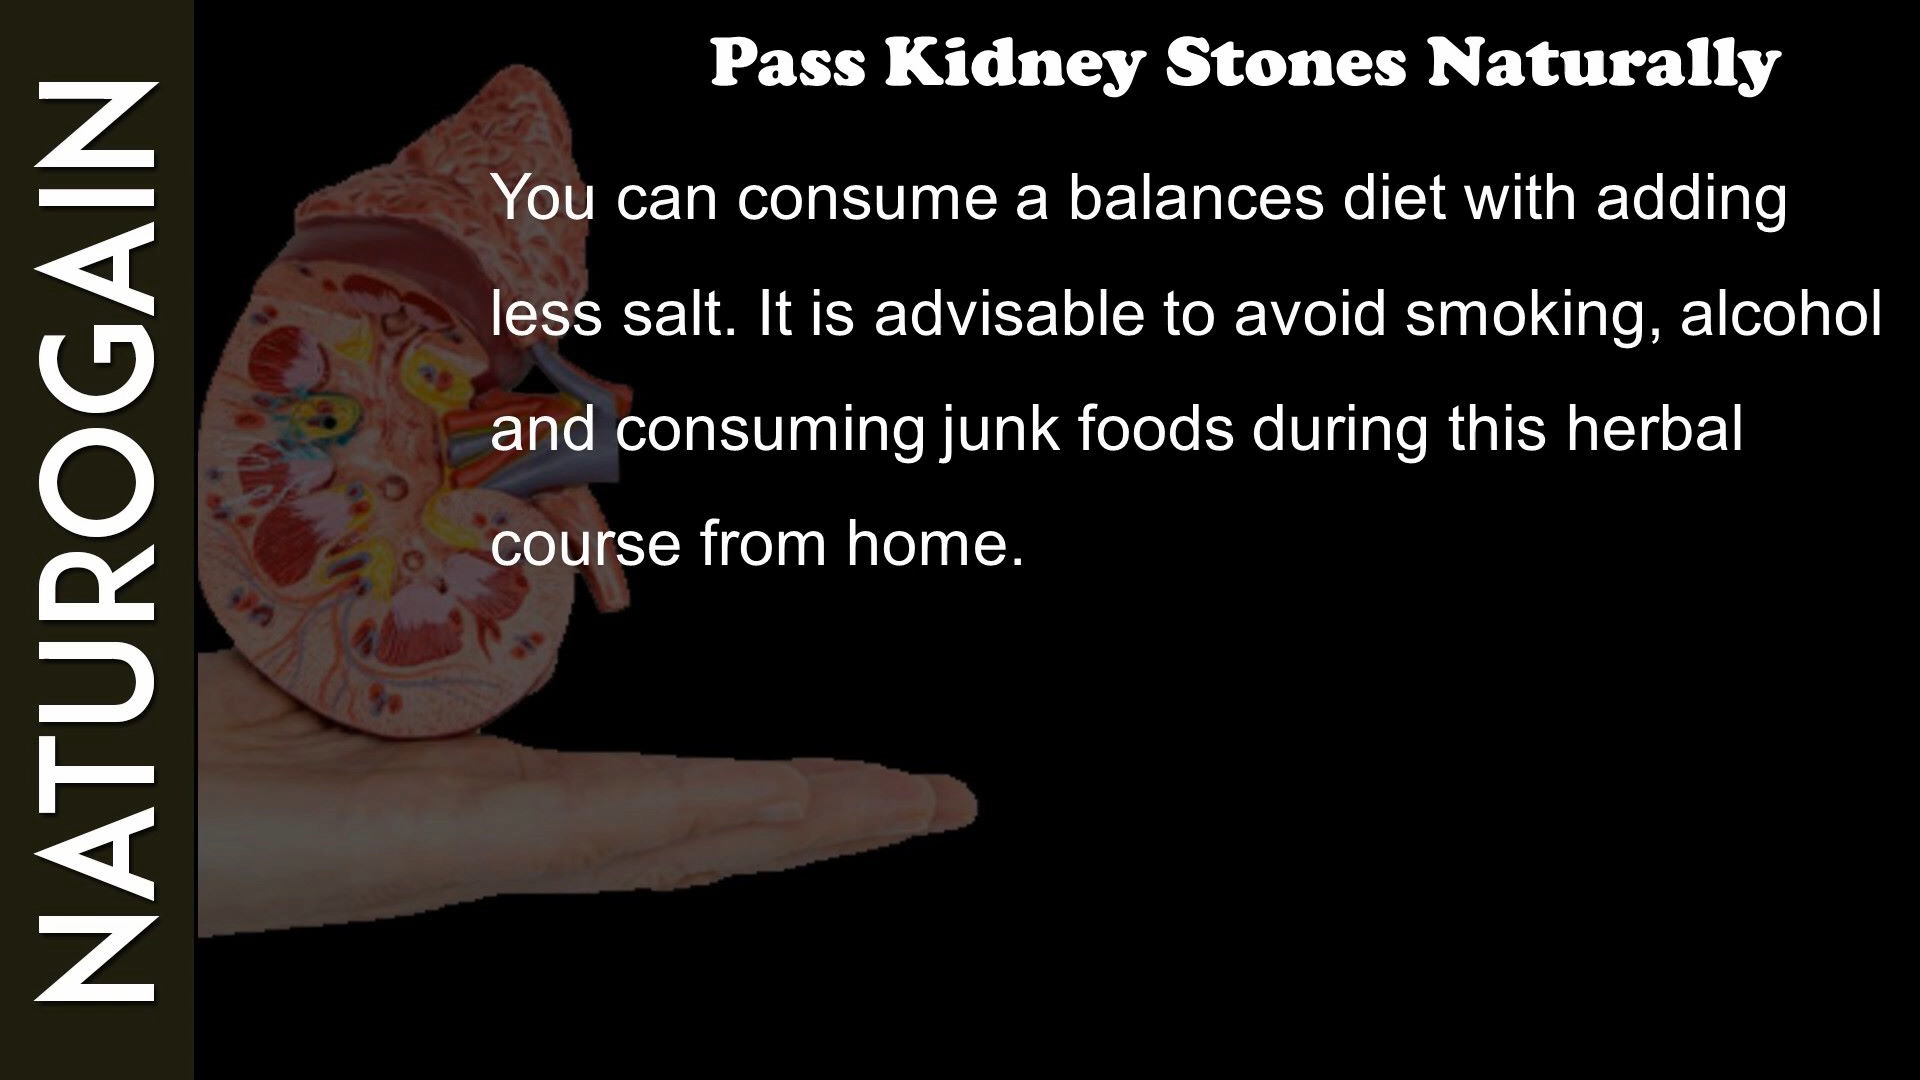 NATUROGAIN
Pass Kidney Stones Naturally
You can consume a balances diet with adding
less salt. It is advisable to avoid smoking, alcohol
and consuming junk foods during this herbal
course from home.